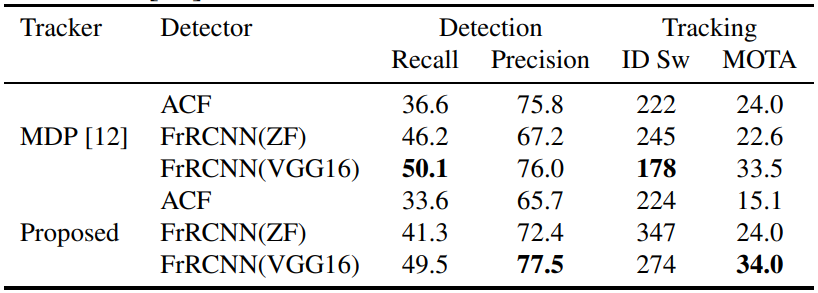 Tracker Detector Detection Tracking
Recall Precision ID Sw MOTA
ACF 36.6 75.8 222 24.0
MDP [12] FrRCNN(ZF) 46.2 67.2 245 22.6
FrRCNN(VGG16) 50.1 76.0 178 33.5
ACF 33.6 65.7 224 15.1
Proposed FrRCNN(ZF) 41.3 72.4 347 24.0
FrRCNN(VGG16) 49.5 77.5 274 34.0